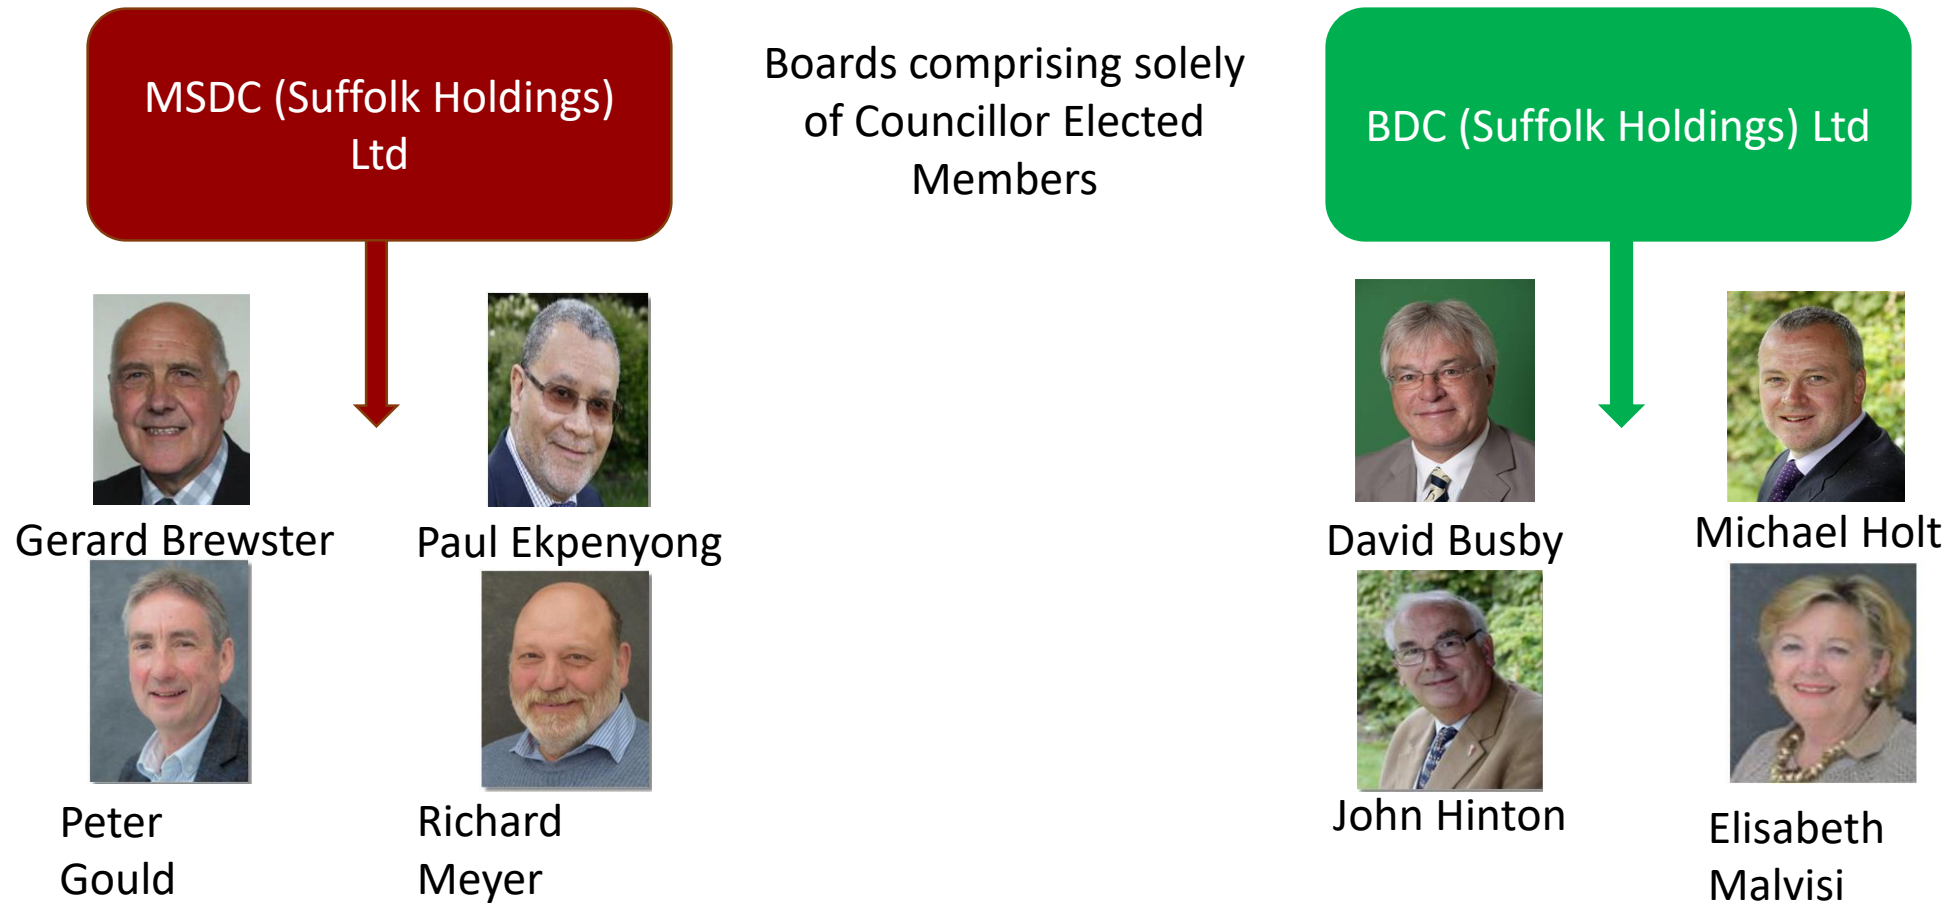 MSDC (Suffolk Holdings)
Ltd
Boards comprising solely
of Councillor Elected
Members
BDC (Suffolk Holdings) Ltd
Gerard Brewster
Paul Ekpenyong
David Busby
Michael Holt
Peter
Gould
Richard
Meyer
John Hinton
Elisabeth
Malvisi